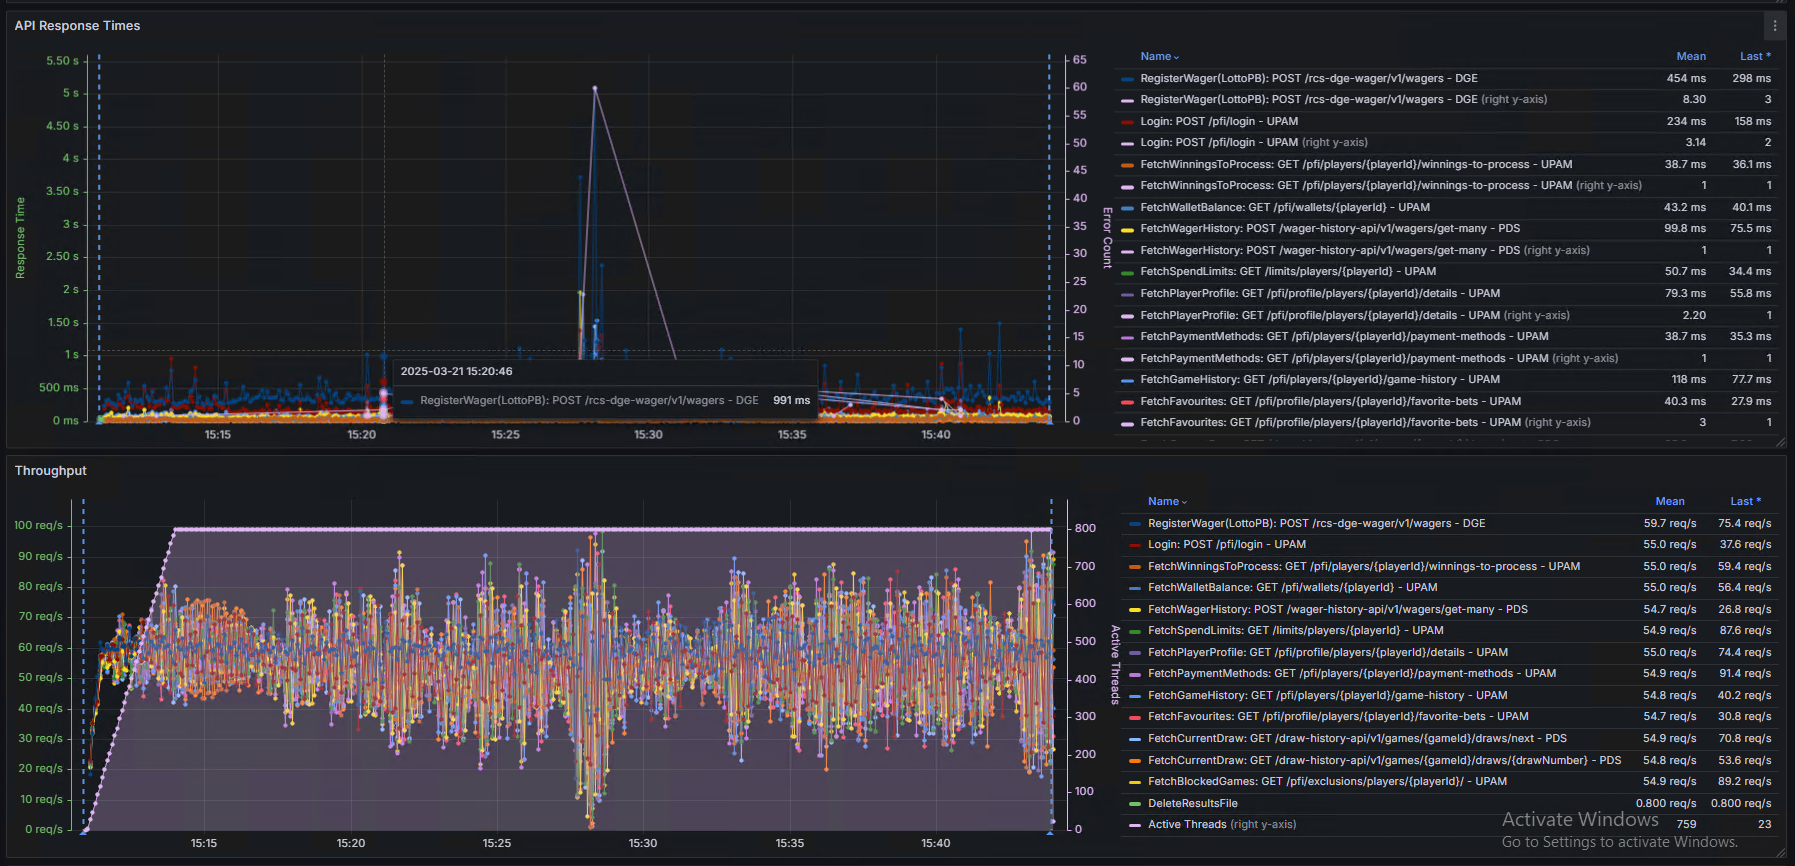 API Response Times
Response Time
5.50 s
5 s
4.50 s
4 s
3.50 s
3 s
2.50 s
2 s
1.50 s
1 s
500 ms
0 ms
15:15
15:20
15:25
15:30
15:35
15:40
65
60
55
50
45
40
35
30
25
20
15
10
5
0
Error Count
2025-03-21 15:20:46
RegisterWager(LottoPB): POST /rcs-dge-wager/v1/wagers - DGE 991 ms
Name Mean Last *
RegisterWager(LottoPB): POST /rcs-dge-wager/v1/wagers - DGE 454 ms 298 ms
RegisterWager(LottoPB): POST /rcs-dge-wager/v1/wagers - DGE (right y-axis) 8.30 3
Login: POST /pfi/login - UPAM 234 ms 158 ms
Login: POST /pfi/login - UPAM (right y-axis) 3.14 2
FetchWinningsToProcess: GET /pfi/players/{playerId}/winnings-to-process - UPAM 38.7 ms 36.1 ms
FetchWinningsToProcess: GET /pfi/players/{playerId}/winnings-to-process - UPAM (right y-axis) 1 1
FetchWalletBalance: GET /pfi/wallets/{playerId} - UPAM 43.2 ms 40.1 ms
FetchWagerHistory: POST /wager-history-api/v1/wagers/get-many - PDS 99.8 ms 75.5 ms
FetchWagerHistory: POST /wager-history-api/v1/wagers/get-many - PDS (right y-axis) 1 1
FetchSpendLimits: GET /limits/players/{playerId} - UPAM 50.7 ms 34.4 ms
FetchPlayerProfile: GET /pfi/profile/players/{playerId}/details - UPAM 79.3 ms 55.8 ms
FetchPlayerProfile: GET /pfi/profile/players/{playerId}/details - UPAM (right y-axis) 2.20 1
FetchPaymentMethods: GET /pfi/players/{playerId}/payment-methods - UPAM 38.7 ms 35.3 ms
FetchPaymentMethods: GET /pfi/players/{playerId}/payment-methods - UPAM (right y-axis) 1 1
FetchGameHistory: GET /pfi/players/{playerId}/game-history - UPAM 118 ms 77.7 ms
FetchFavourites: GET /pfi/profile/players/{playerId}/favorite-bets - UPAM 40.3 ms 27.9 ms
FetchFavourites: GET /pfi/profile/players/{playerId}/favorite-bets - UPAM (right y-axis) 3 1
Throughput
100 req/s
90 req/s
80 req/s
70 req/s
60 req/s
50 req/s
40 req/s
30 req/s
20 req/s
10 req/s
0 req/s
15:15
15:20
15:25
15:30
15:35
15:40
800
700
600
500
400
300
200
100
0
Active Threads
Name Mean Last *
RegisterWager(LottoPB): POST /rcs-dge-wager/v1/wagers - DGE 59.7 req/s 75.4 req/s
Login: POST /pfi/login - UPAM 55.0 req/s 37.6 req/s
FetchWinningsToProcess: GET /pfi/players/{playerId}/winnings-to-process - UPAM 55.0 req/s 59.4 req/s
FetchWalletBalance: GET /pfi/wallets/{playerId} - UPAM 55.0 req/s 56.4 req/s
FetchWagerHistory: POST /wager-history-api/v1/wagers/get-many - PDS 54.7 req/s 26.8 req/s
FetchSpendLimits: GET /limits/players/{playerId} - UPAM 54.9 req/s 87.6 req/s
FetchPlayerProfile: GET /pfi/profile/players/{playerId}/details - UPAM 55.0 req/s 74.4 req/s
FetchPaymentMethods: GET /pfi/players/{playerId}/payment-methods - UPAM 54.9 req/s 91.4 req/s
FetchGameHistory: GET /pfi/players/{playerId}/game-history - UPAM 54.8 req/s 40.2 req/s
FetchFavourites: GET /pfi/profile/players/{playerId}/favorite-bets - UPAM 54.7 req/s 30.8 req/s
FetchCurrentDraw: GET /draw-history-api/v1/games/{gameId}/draws/next - PDS 54.9 req/s 70.8 req/s
FetchCurrentDraw: GET /draw-history-api/v1/games/{gameId}/draws/{drawNumber} - PDS 54.8 req/s 53.6 req/s
FetchBlockedGames: GET /pfi/exclusions/players/{playerId}/ - UPAM 54.9 req/s 89.2 req/s
DeleteResultsFile 0.800 req/s 0.800 req/s
Active Threads (right y-axis) 759 23
Activate Windows
Go to Settings to activate Windows.